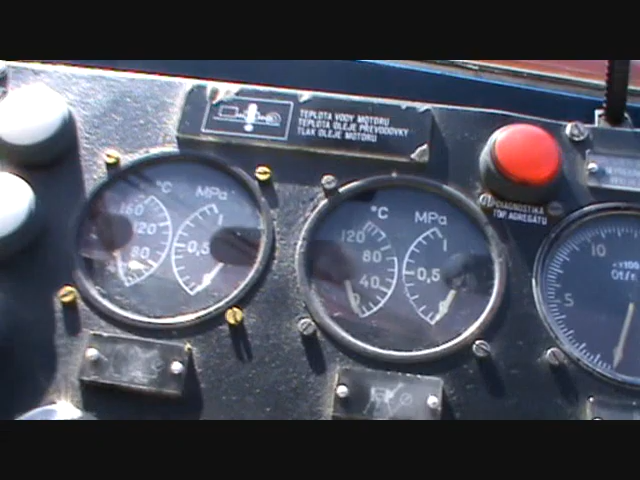 TEPLOTA VODY MOTORU
TEPLOTA OLEJE PŘEVODOVKY
TLAK OLEJE MOTORU
DIAGNOSTIKA
TOP. AGREGÁTU
°C MPa
160
120
80
1
0,5
°C MPa
120
80
40
0
1
0,5
10
5
x100
Ot/